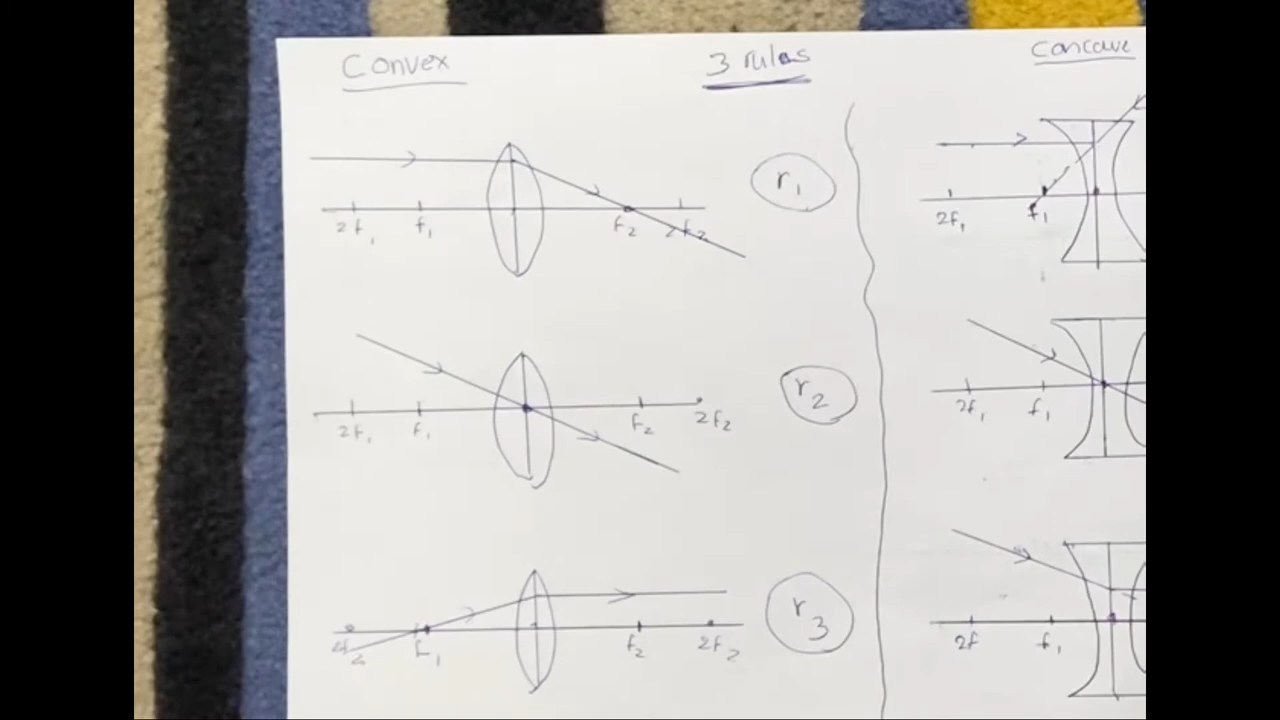 Convex 3 rules Concave
2f1 f1 f2 2f2 r1 2f1 f1
2f1 f1 f2 2f2 r2 2f1 f1
2f2 f1 f2 2f2 r3 2f f1